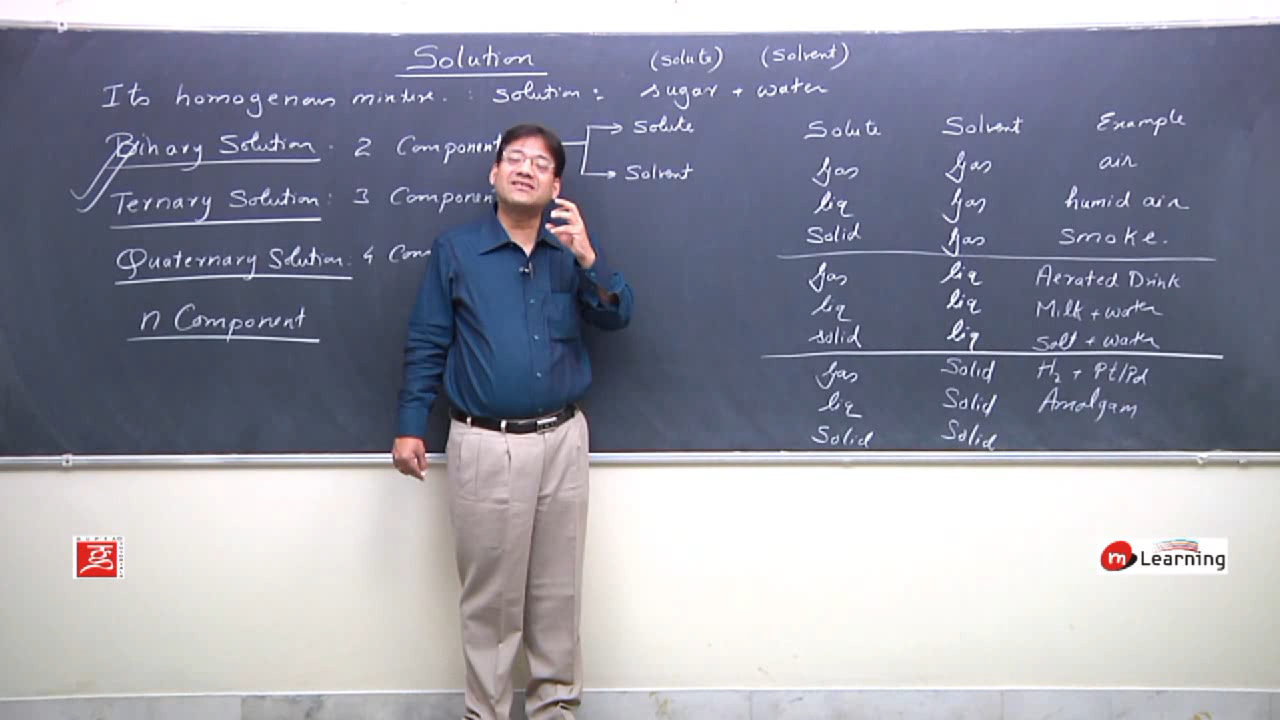 Solution (Solute) (Solvent)
Its homogenous mixture. : solution : sugar + water
Binary Solution. 2 Component → Solute
→ Solvent
Ternary Solution: 3 Componen
Quaternary Solution: 4 Com
n Component
Solute Solvent Example
gas gas air
liq gas humid air
Solid gas Smoke.
gas liq Aerated Drink
liq liq Milk + water
solid liq Salt + water
gas Solid H₂ + Pt/Pd
liq Solid Amalgam
Solid Solid
GUPTA
m Learning